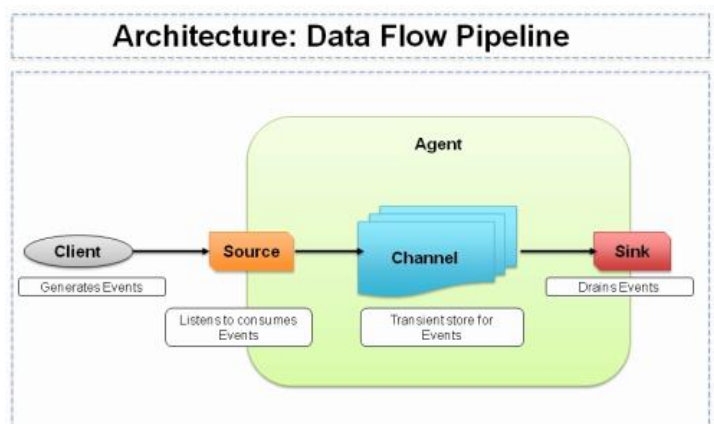 Architecture: Data Flow Pipeline
Agent
Client
Source
Channel
Sink
Generates Events
Drains Events
Listens to consumes
Events
Transient store for
Events